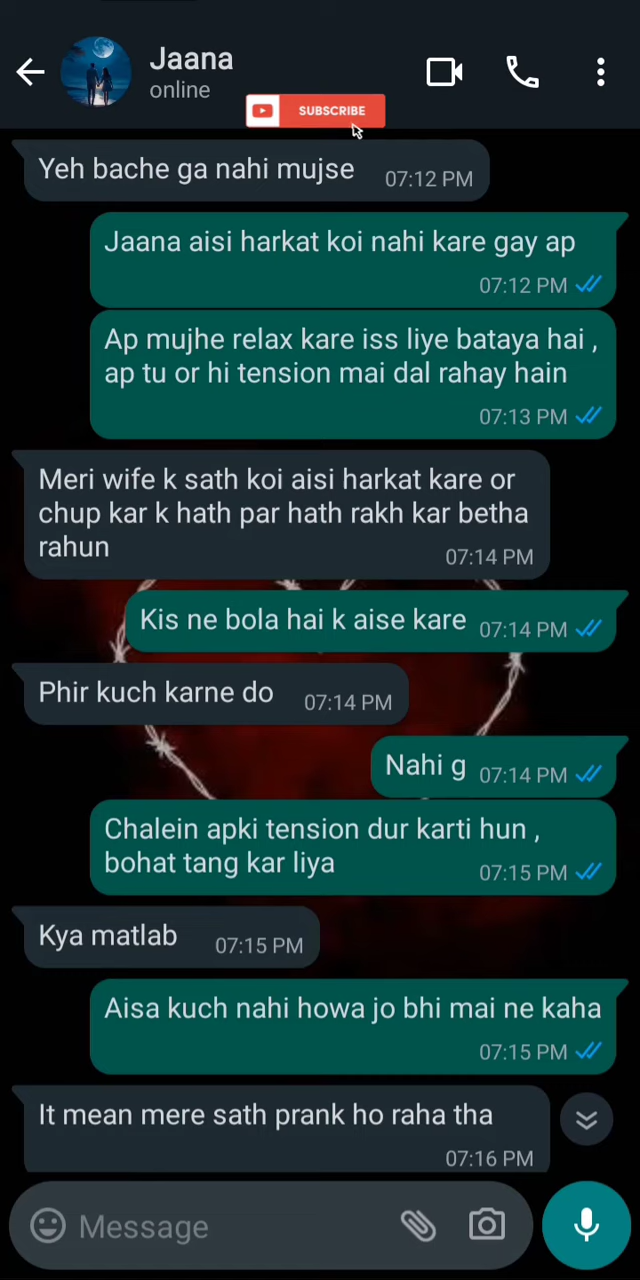 Jaana
online
SUBSCRIBE
Yeh bache ga nahi mujse 07:12 PM
Jaana aisi harkat koi nahi kare gay ap
07:12 PM
Ap mujhe relax kare iss liye bataya hai ,
ap tu or hi tension mai dal rahay hain
07:13 PM
Meri wife k sath koi aisi harkat kare or
chup kar k hath par hath rakh kar betha
rahun 07:14 PM
Kis ne bola hai k aise kare 07:14 PM
Phir kuch karne do 07:14 PM
Nahi g 07:14 PM
Chalein apki tension dur karti hun ,
bohat tang kar liya 07:15 PM
Kya matlab 07:15 PM
Aisa kuch nahi howa jo bhi mai ne kaha
07:15 PM
It mean mere sath prank ho raha tha
07:16 PM
Message